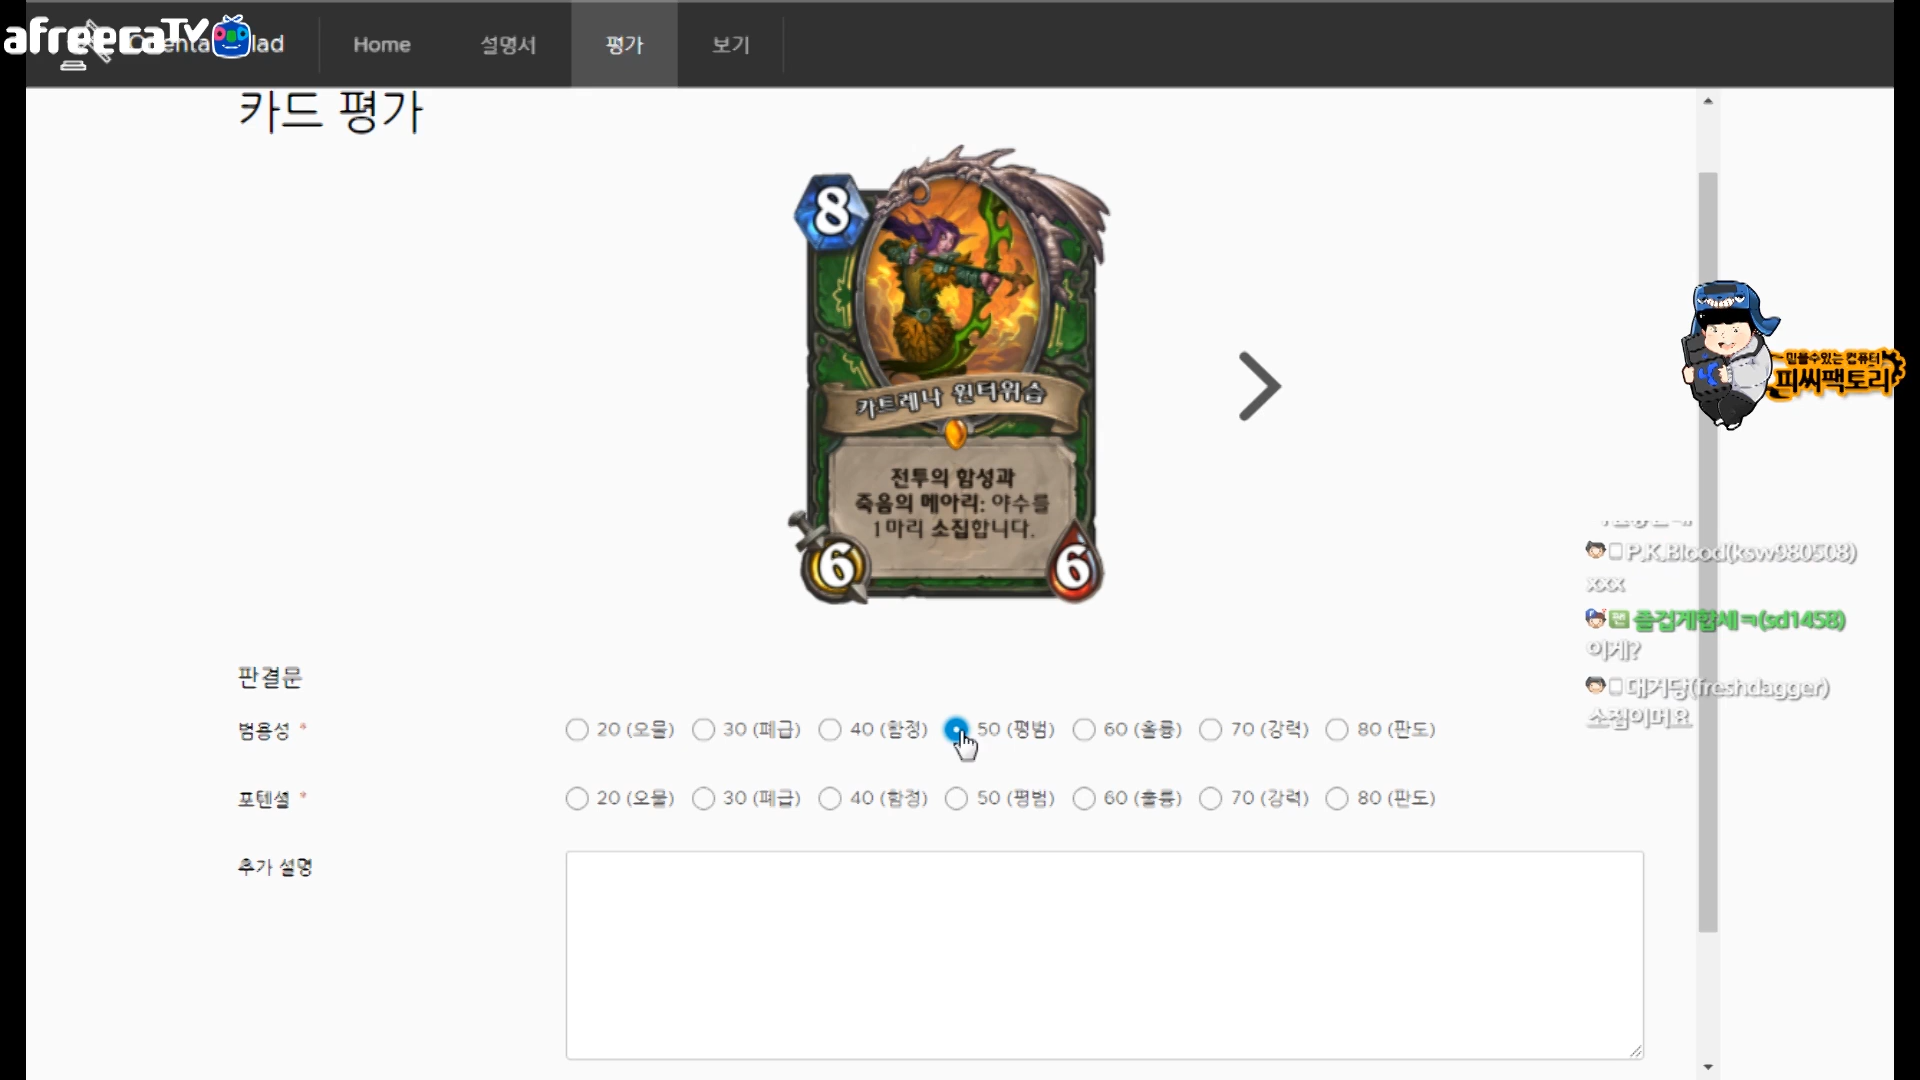 afreecaTV
Home
설명서
평가
보기
카드 평가
8
카트레나 윈터위습
전투의 함성과
죽음의 메아리: 야수를
1마리 소집합니다.
6
6
믿을수있는 컴퓨터
피씨팩토리
P.K.Blood(ksw980508)
xxx
즐겁게합세ㅋ(sd1458)
이게?
대거당(freshdagger)
소집이머요
판결문
범용성 * 20 (오물) 30 (폐급) 40 (함정) 50 (평범) 60 (훌륭) 70 (강력) 80 (판도)
포텐셜 * 20 (오물) 30 (폐급) 40 (함정) 50 (평범) 60 (훌륭) 70 (강력) 80 (판도)
추가 설명